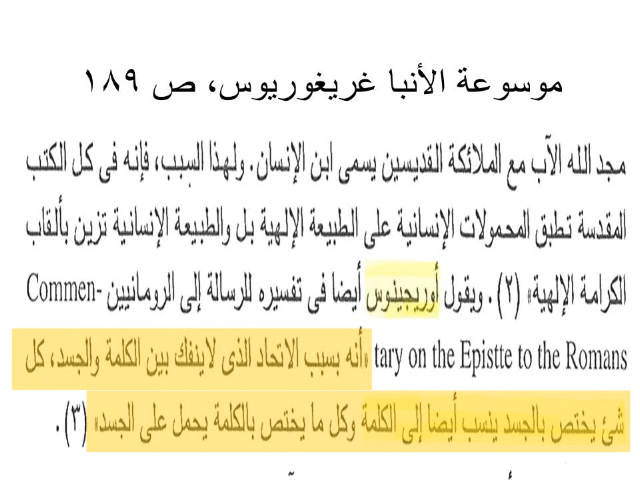 موسوعة الأنبا غريغوريوس، ص ١٨٩
مجد الله الآب مع الملائكة القديسين يسمى ابن الإنسان. ولهذا السبب، فإنه فى كل الكتب
المقدسة تطبق المحمولات الإنسانية على الطبيعة الإلهية بل والطبيعة الإنسانية تزين بألقاب
الكرامة الإلهية» (٢). ويقول أوريجينوس أيضا فى تفسيره للرسالة إلى الرومانيين Commen-
tary on the Epistte to the Romans «أنه بسبب الاتحاد الذى لاينفك بين الكلمة والجسد، كل
شئ يختص بالجسد ينسب أيضا إلى الكلمة وكل ما يختص بالكلمة يحمل على الجسد» (٣).